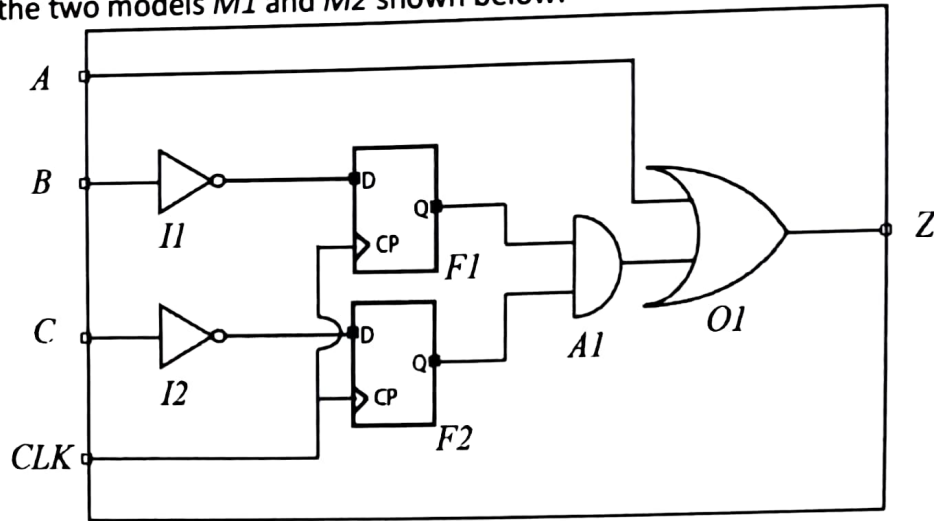 the two models M1 and M2 shown below.
A
B
I1
D
Q
CP
F1
C
I2
D
Q
CP
F2
CLK
A1
O1
Z